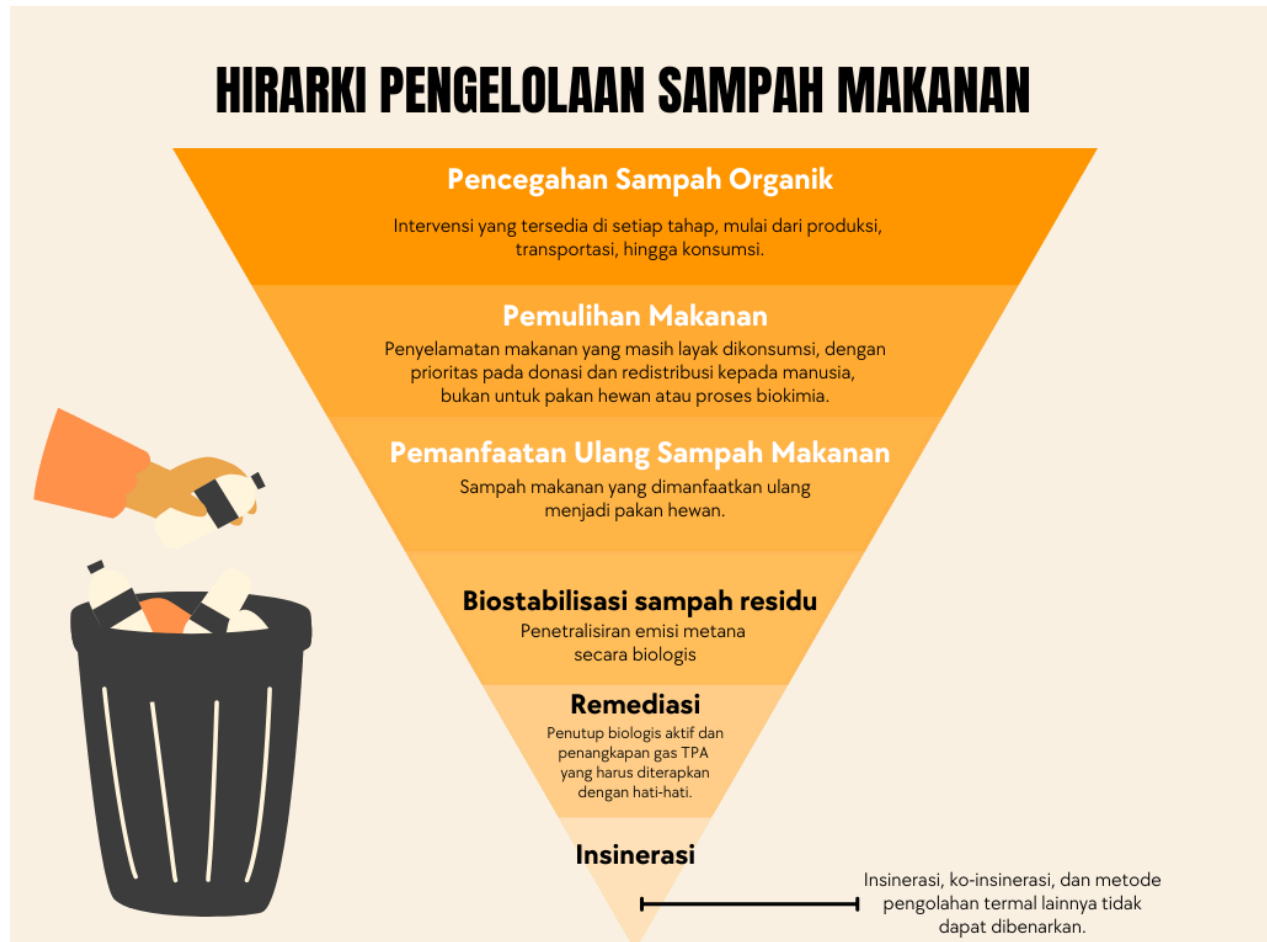 HIRARKI PENGELOLAAN SAMPAH MAKANAN
Pencegahan Sampah Organik
Intervensi yang tersedia di setiap tahap, mulai dari produksi,
transportasi, hingga konsumsi.
Pemulihan Makanan
Penyelamatan makanan yang masih layak dikonsumsi, dengan
prioritas pada donasi dan redistribusi kepada manusia,
bukan untuk pakan hewan atau proses biokimia.
Pemanfaatan Ulang Sampah Makanan
Sampah makanan yang dimanfaatkan ulang
menjadi pakan hewan.
Biostabilisasi sampah residu
Penetralisiran emisi metana
secara biologis
Remediasi
Penutup biologis aktif dan
penangkapan gas TPA
yang harus diterapkan
dengan hati-hati.
Insinerasi
Insinerasi, ko-insinerasi, dan metode
pengolahan termal lainnya tidak
dapat dibenarkan.